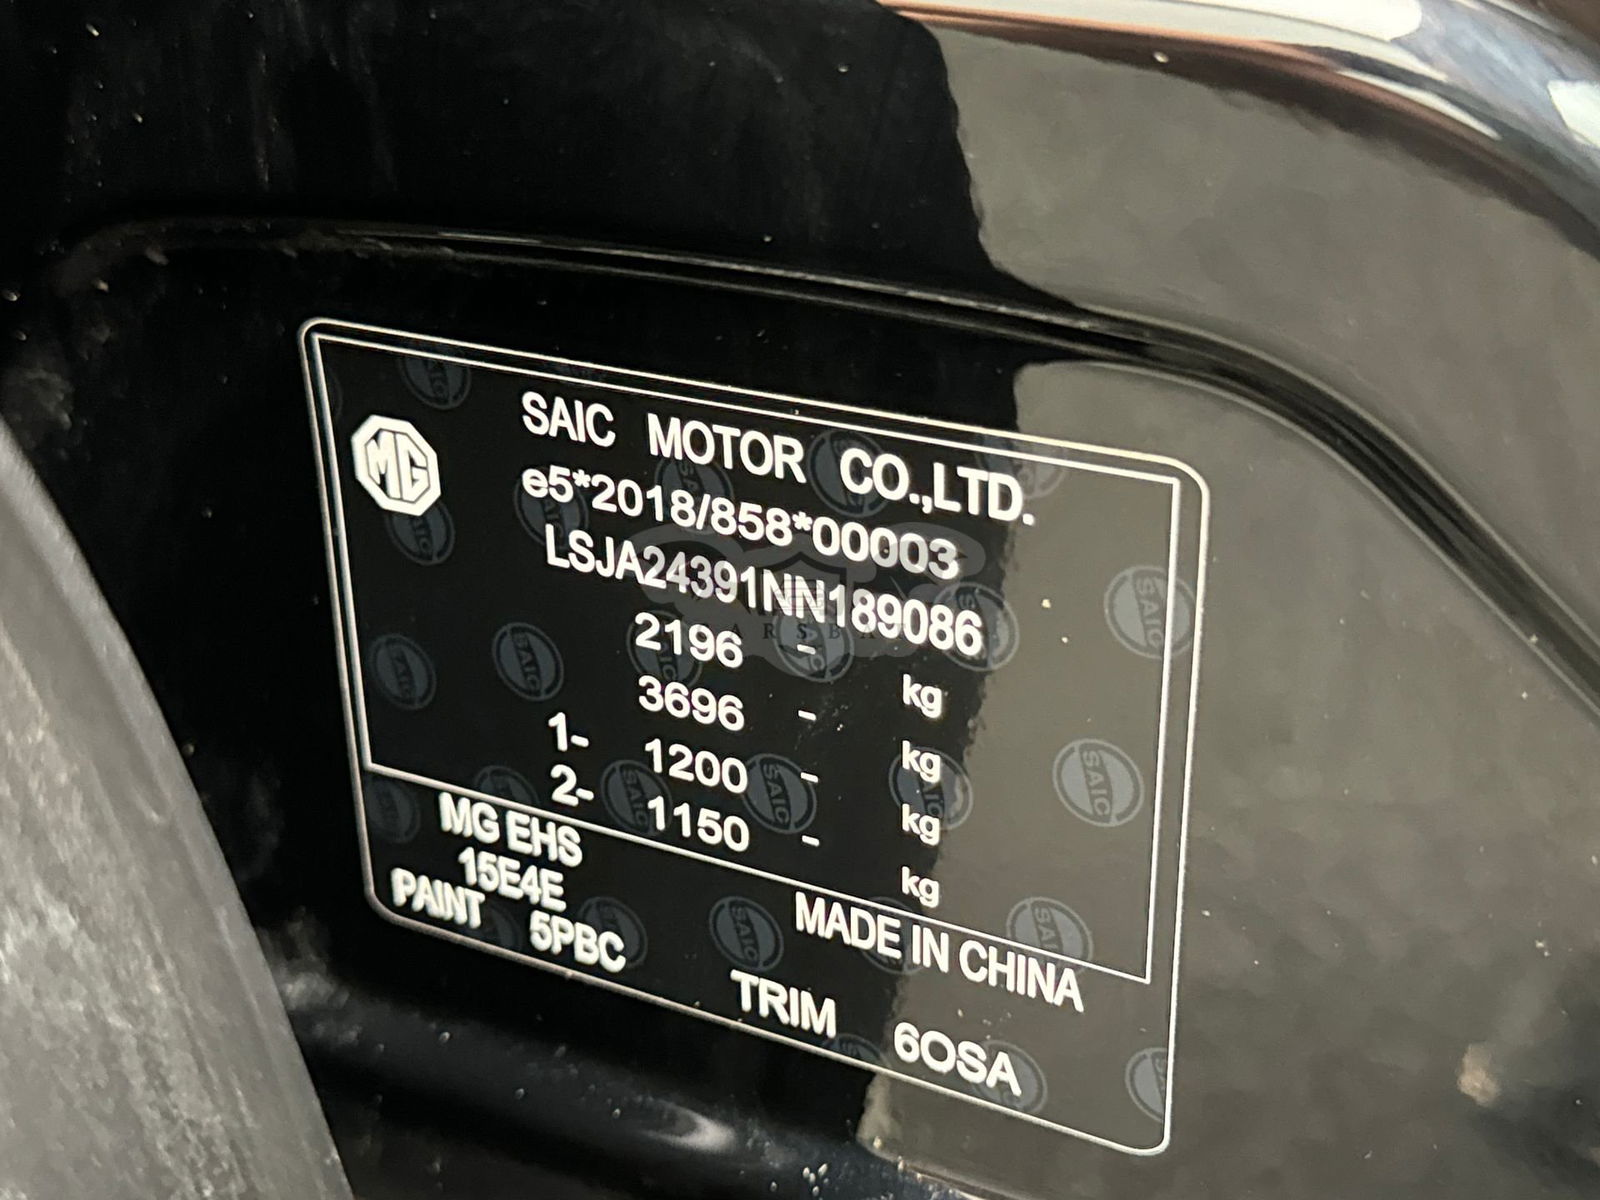 MG
SAIC MOTOR CO.,LTD.
e5*2018/858*00003
LSJA24391NN189086
2196 - kg
3696 - kg
1- 1200 - kg
2- 1150 - kg
MG EHS
15E4E
MADE IN CHINA
PAINT 5PBC TRIM 6OSA
SAIC